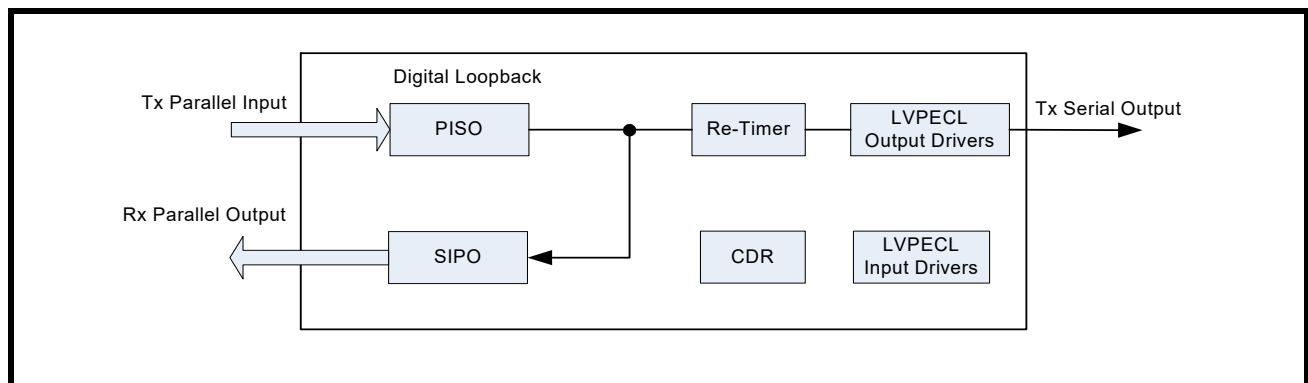 Digital Loopback
Tx Parallel Input
PISO
Re-Timer
LVPECL
Output Drivers
Tx Serial Output
Rx Parallel Output
SIPO
CDR
LVPECL
Input Drivers